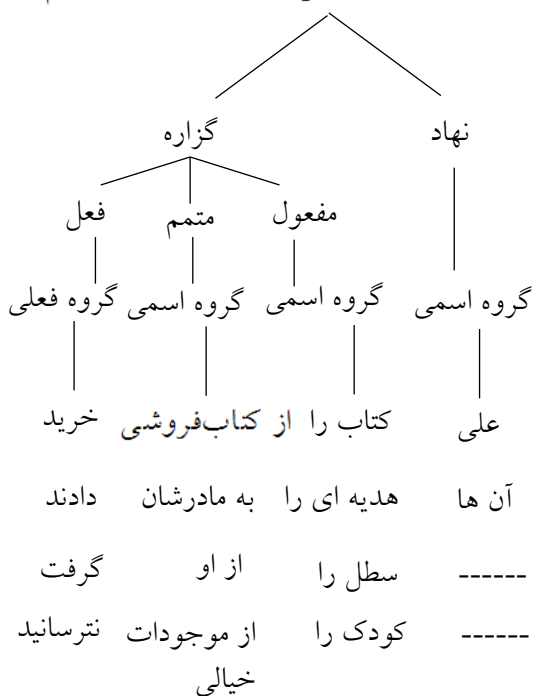 نهاد گزاره
مفعول متمم فعل
گروه اسمی گروه اسمی گروه اسمی گروه فعلی
علی کتاب را از کتاب‌فروشی خرید
آن ها هدیه ای را به مادرشان دادند
------ سطل را از او گرفت
------ کودک را از موجودات نترسانید
خیالی